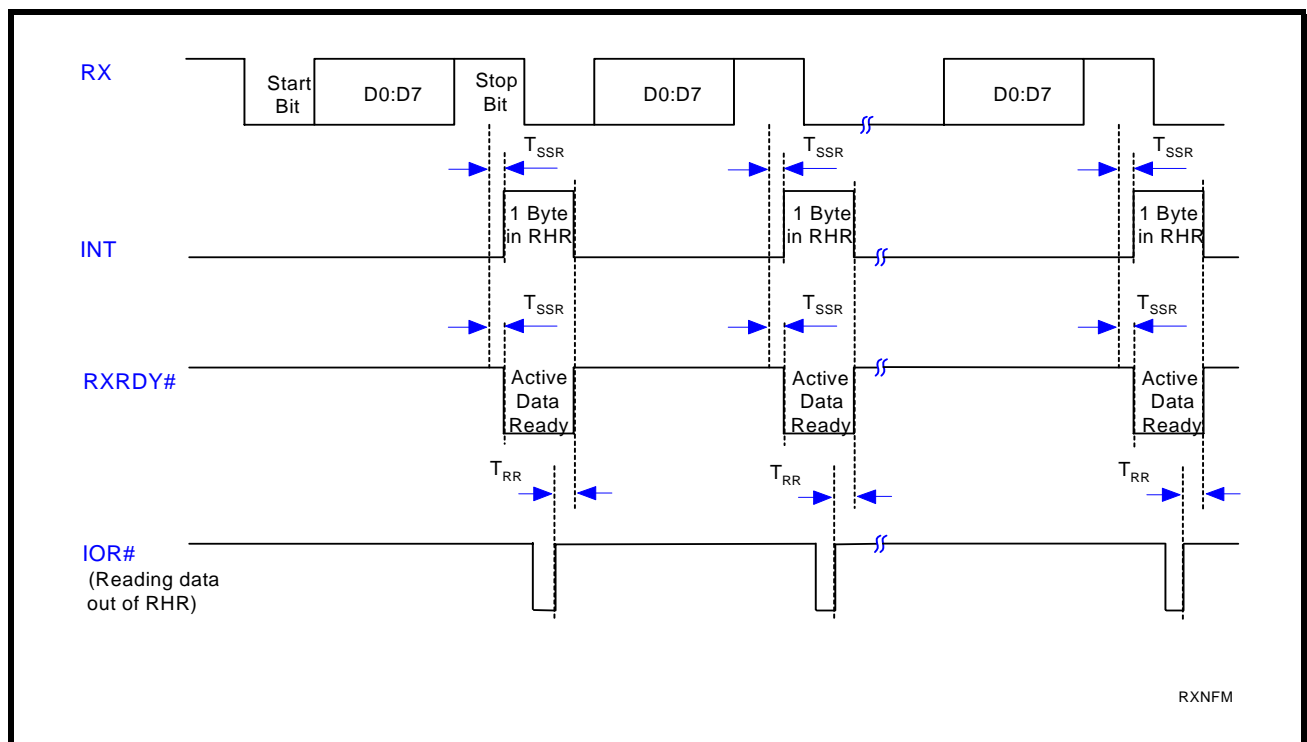 RX
Start
Bit
D0:D7
Stop
Bit
D0:D7
D0:D7
TSSR
TSSR
TSSR
INT
1 Byte
in RHR
1 Byte
in RHR
1 Byte
in RHR
TSSR
TSSR
TSSR
RXRDY#
Active
Data
Ready
Active
Data
Ready
Active
Data
Ready
TRR
TRR
TRR
IOR#
(Reading data
out of RHR)
RXNFM